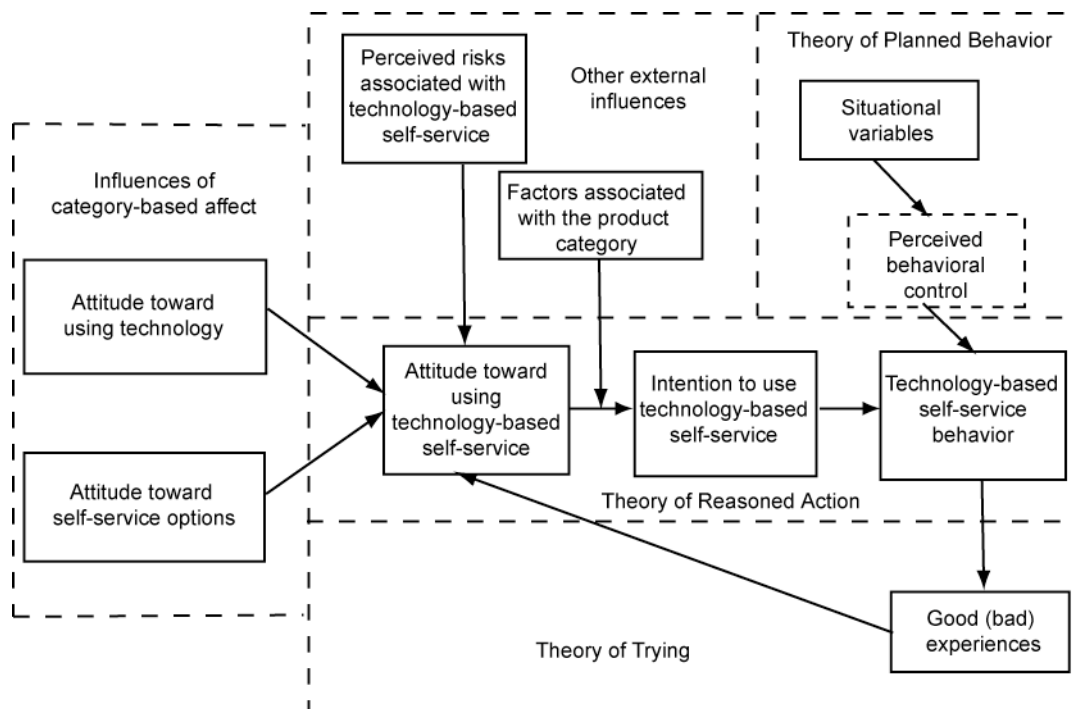 Perceived risks
associated with
technology-based
self-service
Other external
influences
Theory of Planned Behavior
Situational
variables
Influences of
category-based affect
Factors associated
with the product
category
Perceived
behavioral
control
Attitude toward
using technology
Attitude toward
using
technology-based
self-service
Intention to use
technology-based
self-service
Technology-based
self-service
behavior
Attitude toward
self-service options
Theory of Reasoned Action
Good (bad)
experiences
Theory of Trying